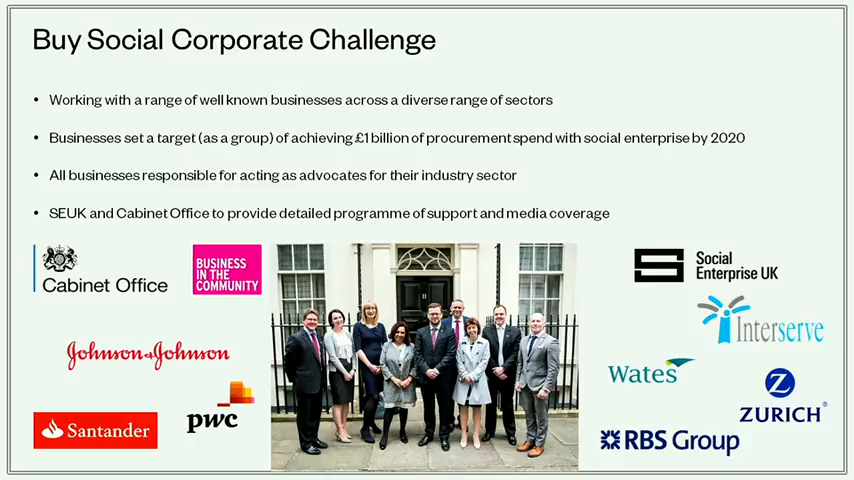 Buy Social Corporate Challenge
• Working with a range of well known businesses across a diverse range of sectors
• Businesses set a target (as a group) of achieving £1 billion of procurement spend with social enterprise by 2020
• All businesses responsible for acting as advocates for their industry sector
• SEUK and Cabinet Office to provide detailed programme of support and media coverage
Cabinet Office
BUSINESS
IN THE
COMMUNITY
Social
Enterprise UK
Interserve
Johnson & Johnson
Wates
pwc
Z
ZURICH®
Santander
RBS Group